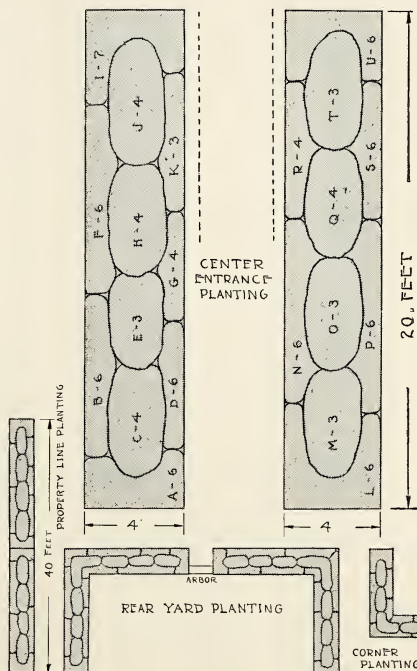 I-7
J-4
K-3
F-6
H-4
G-4
E-3
B-6
C-4
D-6
A-6
4'
CENTER
ENTRANCE
PLANTING
U-6
T-3
R-4
S-6
Q-4
O-3
N-6
P-6
M-3
L-6
4
20 FEET
PROPERTY LINE PLANTING
40 FEET
ARBOR
REAR YARD PLANTING
CORNER
PLANTING